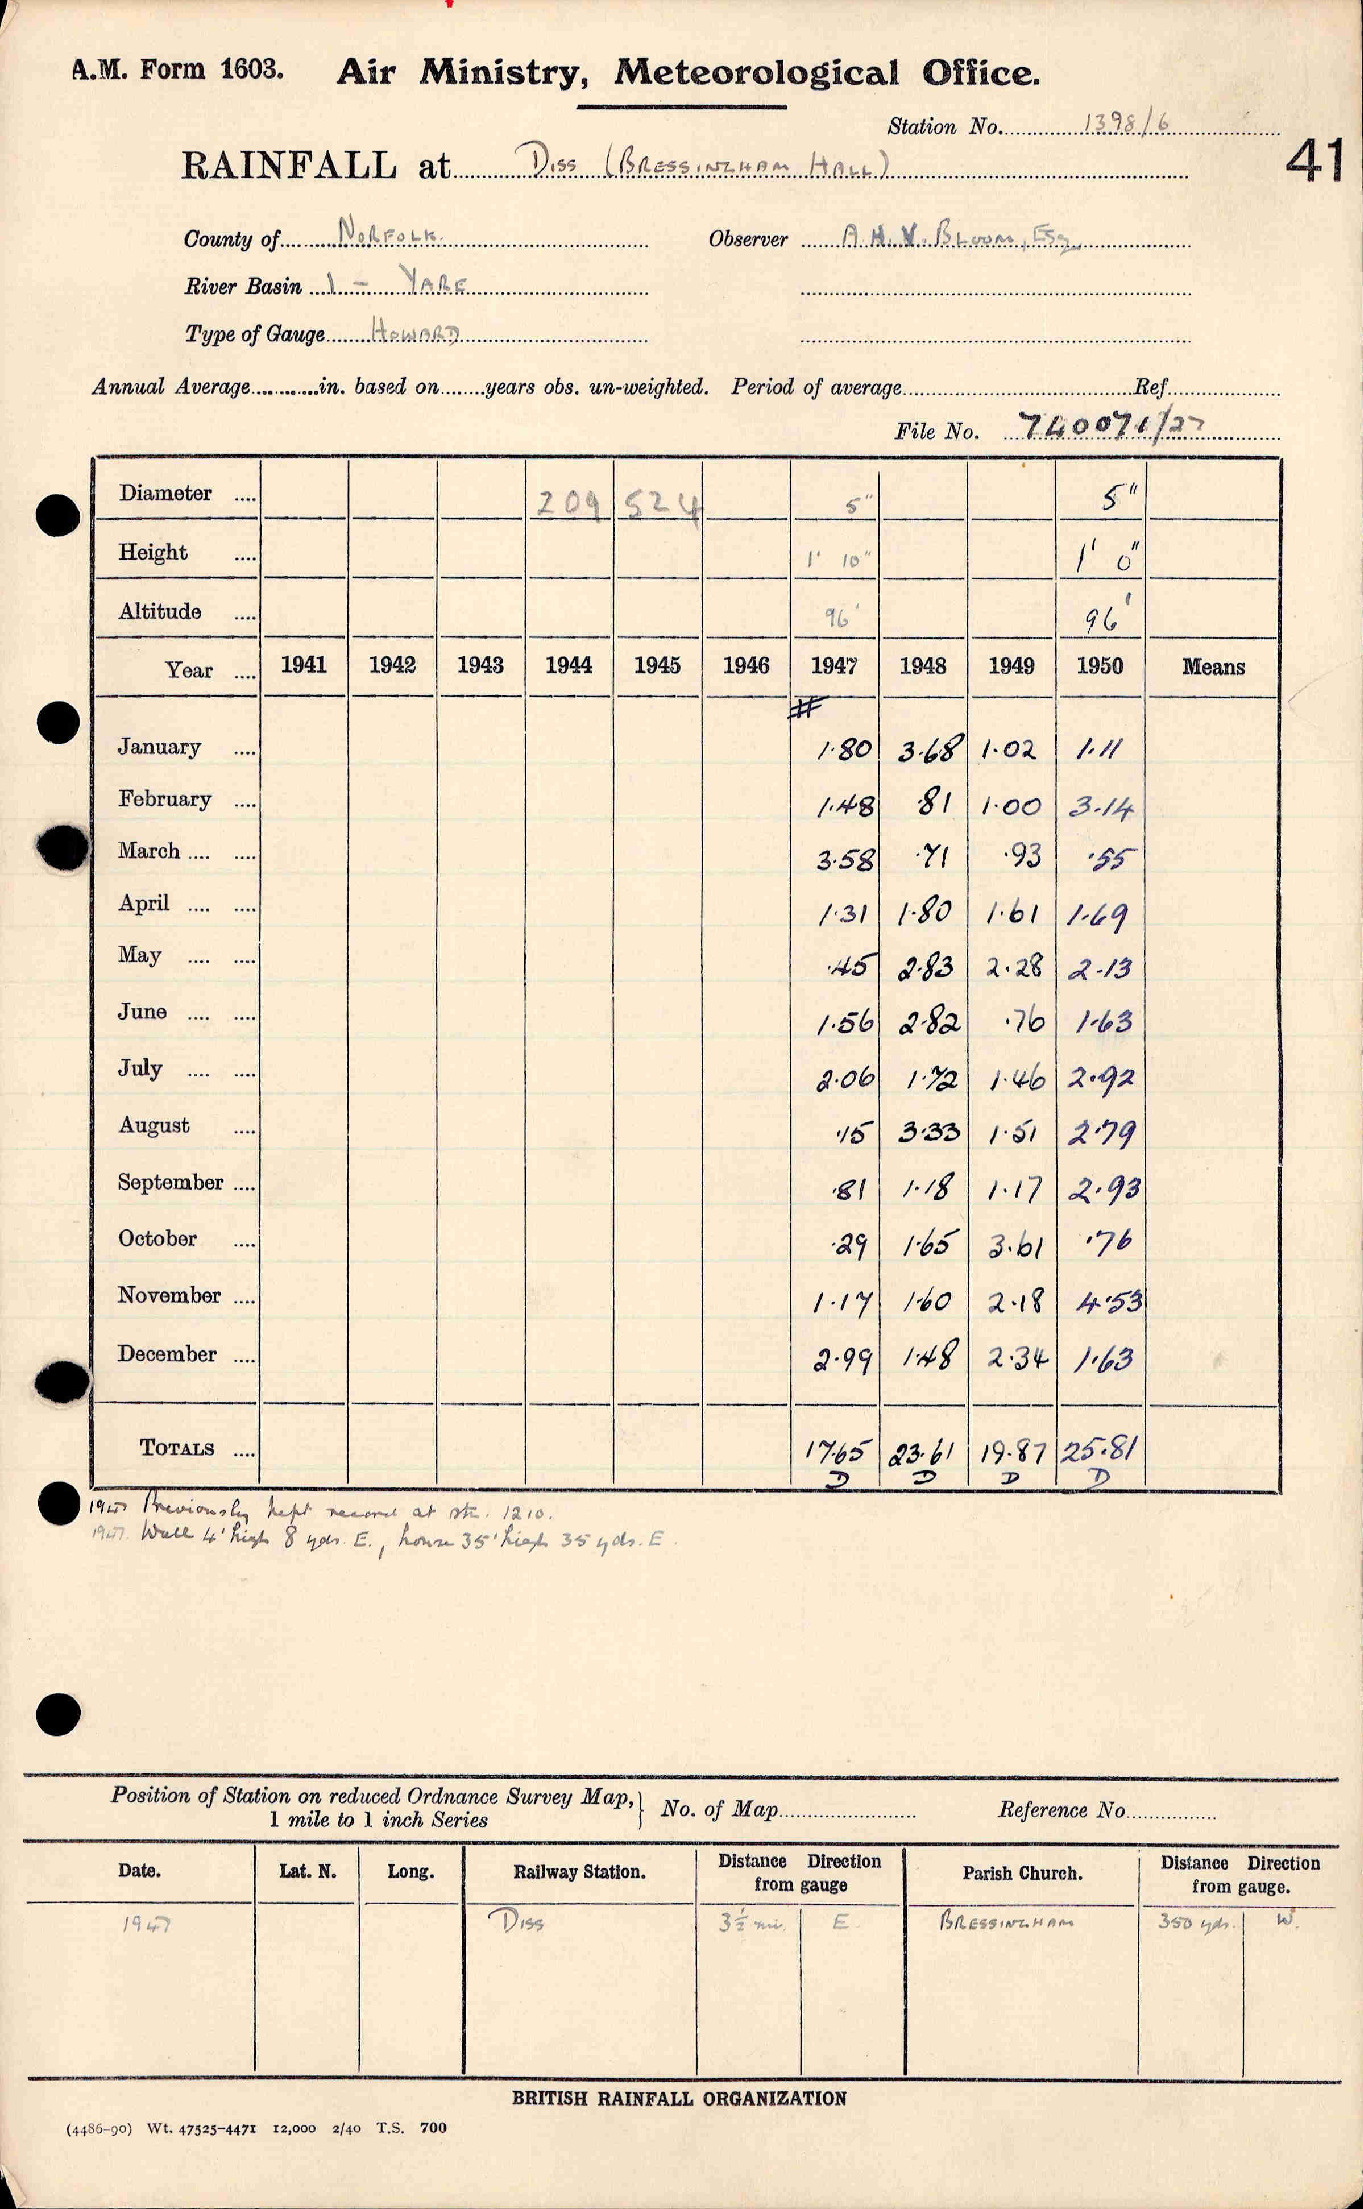 A.M. Form 1603. Air Ministry, Meteorological Office.
Station No. 1398/6
41
RAINFALL at Diss (Bressingham Hall)
County of Norfolk Observer A.H.V. Bloom, Esq
River Basin 1 - Yare
Type of Gauge Howard
Annual Average in. based on years obs. un-weighted. Period of average Ref.
File No. 740071/27
Diameter 209 524 5" 5"
Height 1' 10" 1' 0"
Altitude 96' 96'
Year 1941 1942 1943 1944 1945 1946 1947 1948 1949 1950 Means
#
January 1.80 3.68 1.02 1.11
February 1.48 .81 1.00 3.14
March 3.58 .71 .93 .55
April 1.31 1.80 1.61 1.69
May .45 2.83 2.28 2.13
June 1.56 2.82 .76 1.63
July 2.06 1.72 1.46 2.92
August .15 3.33 1.51 2.79
September .81 1.18 1.17 2.93
October .29 1.65 3.61 .76
November 1.17 1.60 2.18 4.53
December 2.99 1.48 2.34 1.63
Totals 17.65 23.61 19.87 25.81
D D D D
1947 Previously kept record at stn. 1210.
1947. Wall 4' high 8 yds. E., house 35' high 35 yds. E.
Position of Station on reduced Ordnance Survey Map, 1 mile to 1 inch Series } No. of Map Reference No.
Date. Lat. N. Long. Railway Station. Distance Direction from gauge Parish Church. Distance Direction from gauge.
1947 Diss 3½ mi. E Bressingham 350 yds. W.
BRITISH RAINFALL ORGANIZATION
(4486-90) Wt. 47525-4471 12,000 2/40 T.S. 700